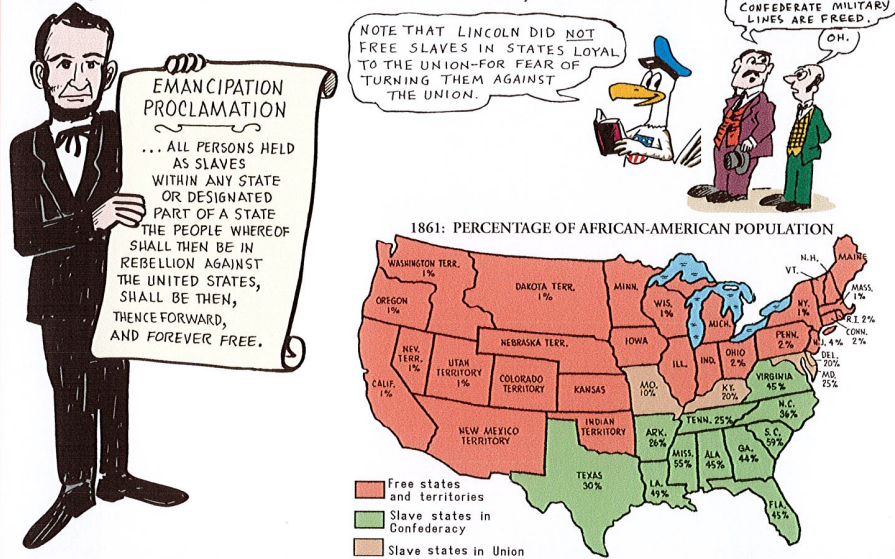 CONFEDERATE MILITARY
LINES ARE FREED.
OH.
NOTE THAT LINCOLN DID NOT
FREE SLAVES IN STATES LOYAL
TO THE UNION-FOR FEAR OF
TURNING THEM AGAINST
THE UNION.
EMANCIPATION
PROCLAMATION
... ALL PERSONS HELD
AS SLAVES
WITHIN ANY STATE
OR DESIGNATED
PART OF A STATE
THE PEOPLE WHEREOF
SHALL THEN BE IN
REBELLION AGAINST
THE UNITED STATES,
SHALL BE THEN,
THENCE FORWARD,
AND FOREVER FREE.
1861: PERCENTAGE OF AFRICAN-AMERICAN POPULATION
WASHINGTON TERR.
1%
OREGON
1%
CALIF.
1%
NEV.
TERR.
1%
UTAH
TERRITORY
1%
DAKOTA TERR.
1%
NEBRASKA TERR.
COLORADO
TERRITORY
KANSAS
NEW MEXICO
TERRITORY
INDIAN
TERRITORY
TEXAS
30%
MINN.
IOWA
WIS.
1%
MICH.
ILL.
IND.
OHIO
2%
MO.
10%
KY.
20%
ARK.
26%
TENN. 25%
LA.
49%
MISS.
55%
ALA
45%
GA.
44%
FLA.
45%
S.C.
59%
N.C.
36%
VIRGINIA
45%
PENN.
2%
NY.
1%
VT.
N.H.
MAINE
MASS.
1%
R.I. 2%
CONN.
2%
N.J. 4%
DEL.
20%
MD.
25%
Free states
and territories
Slave states in
Confederacy
Slave states in Union